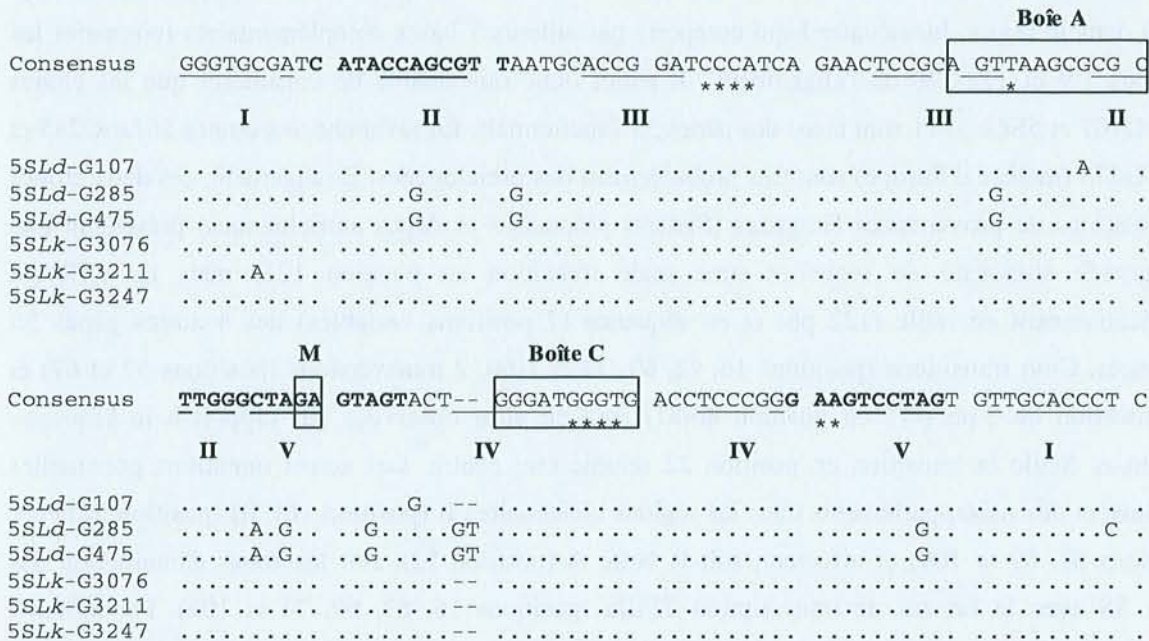 Boîe A
Consensus GGGTGCGATC ATACCAGCGT TAATGCACCG GATCCCATCA GAACTCCGCA GTTAAGCGCG C
**** *
I II III III II
5SLd-G107 .......... .......... .......... .......... .......... .......A.. .
5SLd-G285 .......... .....G.... .G........ .......... .......... .G........ .
5SLd-G475 .......... .....G.... .G........ .......... .......... .G........ .
5SLk-G3076 .......... .......... .......... .......... .......... .......... .
5SLk-G3211 .....A.... .......... .......... .......... .......... .......... .
5SLk-G3247 .......... .......... .......... .......... .......... .......... .
M Boîte C
Consensus TTGGGCTAGA GTAGTACT-- GGGATGGGTG ACCTCCCGGG AAGTCCTAGT GTTGCACCCT C
**** **
II V IV IV V I
5SLd-G107 .......... .....G..-- .......... .......... .......... .......... .
5SLd-G285 .....A.G.. ..G.....GT .......... .......... .......G.. .........C .
5SLd-G475 .....A.G.. ..G.....GT .......... .......... .......G.. .......... .
5SLk-G3076 .......... ........-- .......... .......... .......... .......... .
5SLk-G3211 .......... ........-- .......... .......... .......... .......... .
5SLk-G3247 .......... ........-- .......... .......... .......... .......... .